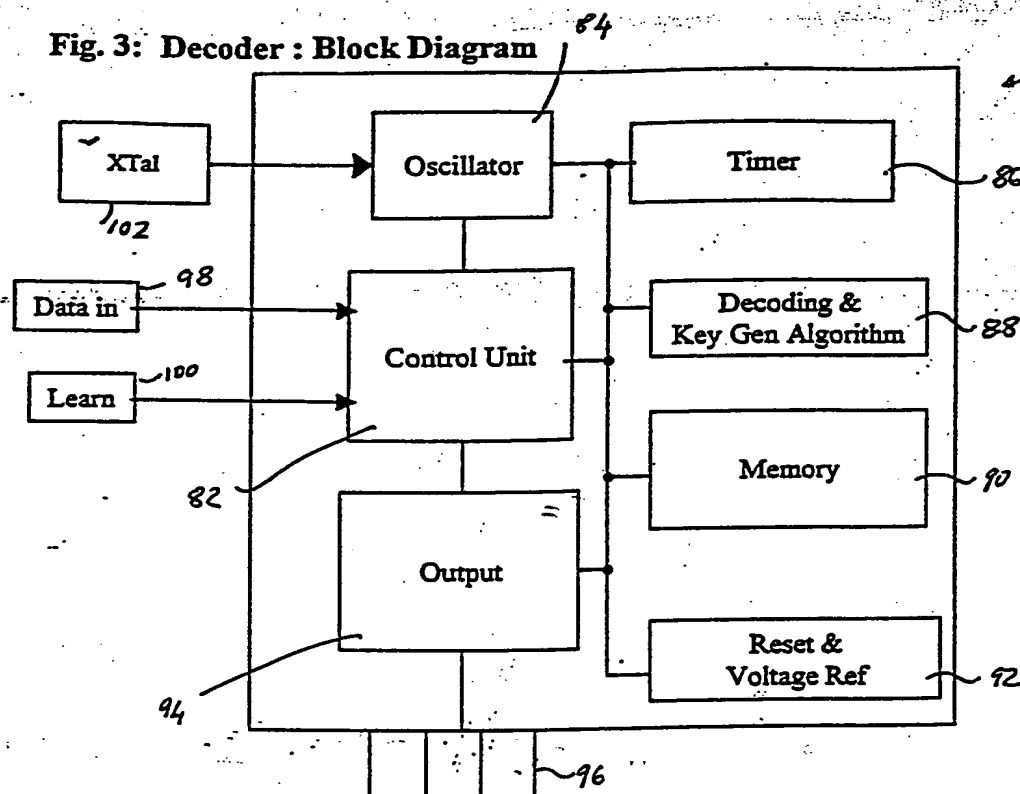 Fig. 3: Decoder : Block Diagram
84
XTal
102
Oscillator
Timer
86
Data in
98
Control Unit
Decoding &
Key Gen Algorithm
88
Learn
100
82
Memory
90
Output
94
Reset &
Voltage Ref
92
96